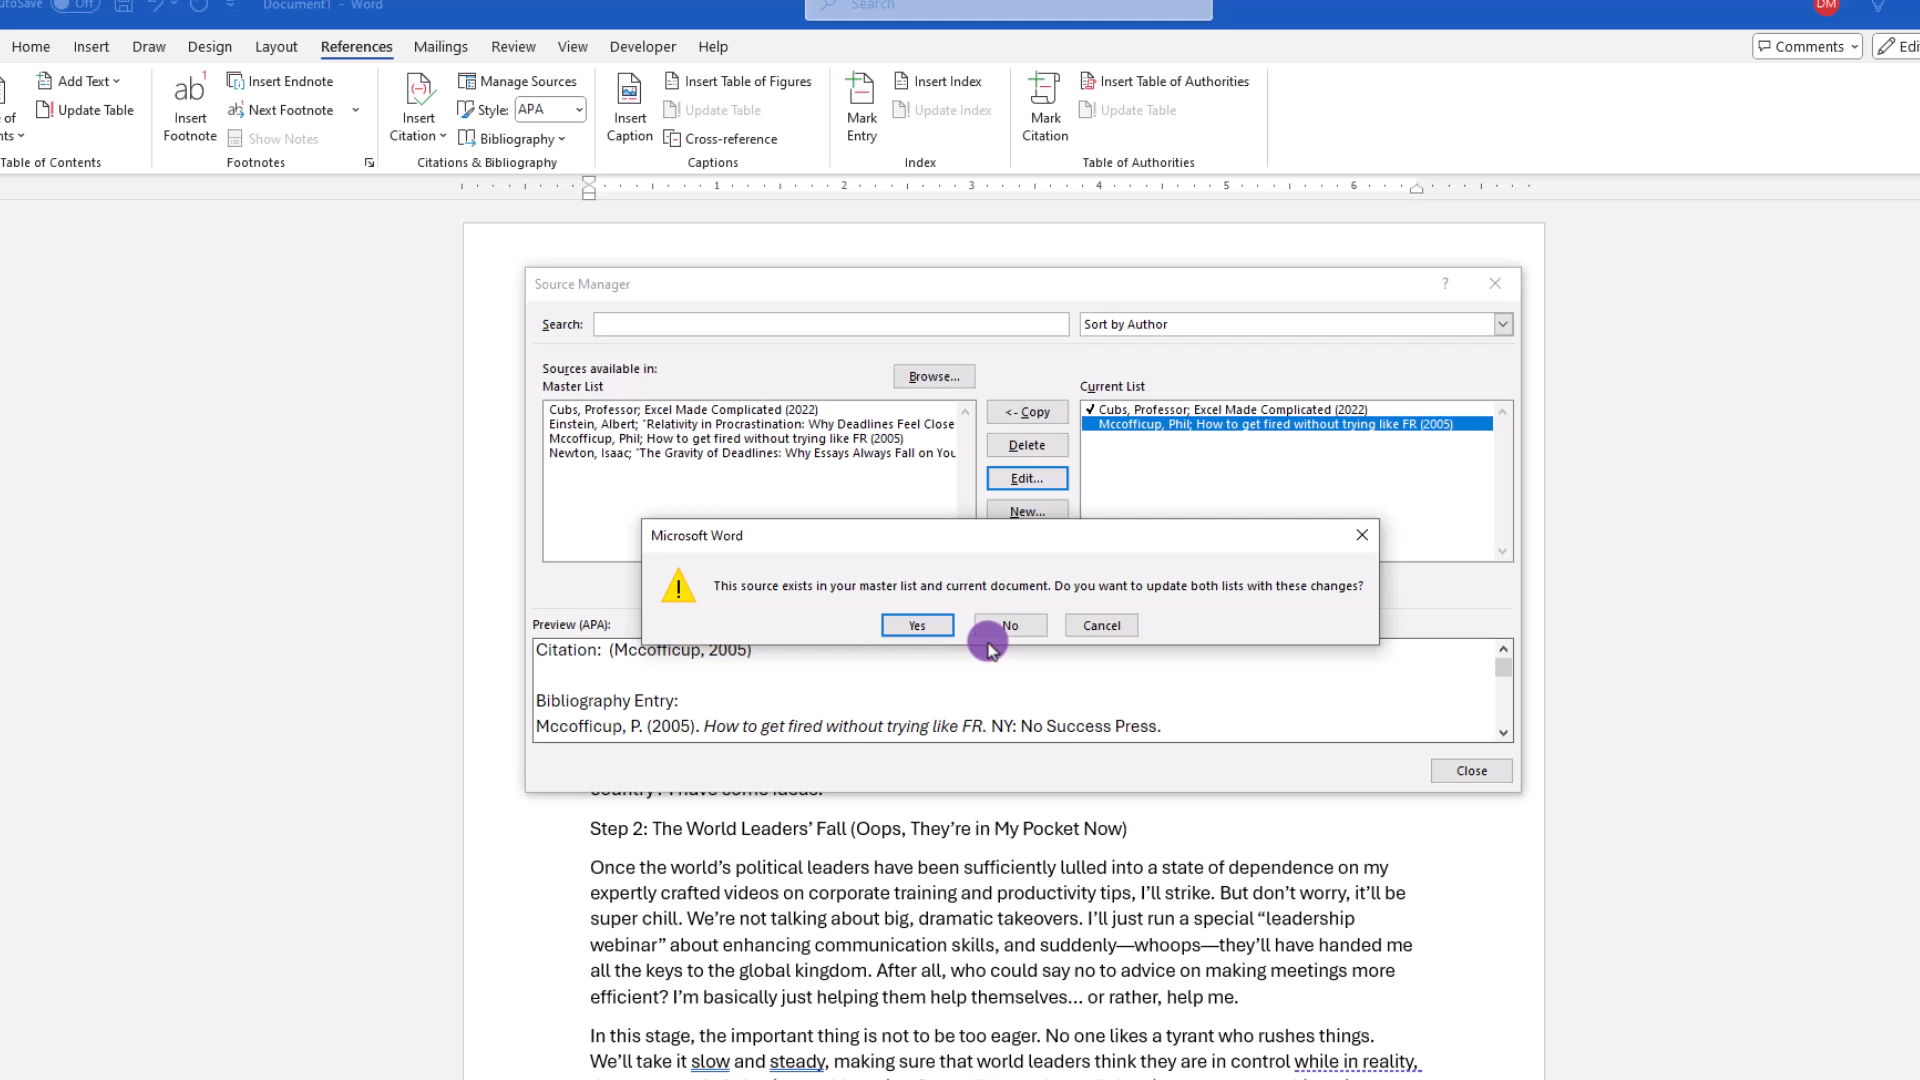 utoSave Off Document1 - Word Search DM
Home Insert Draw Design Layout References Mailings Review View Developer Help Comments Edi
Add Text
Update Table
of
nts
Table of Contents
ab1
Insert
Footnote
Insert Endnote
Next Footnote
Show Notes
Footnotes
Insert
Citation
Manage Sources
Style: APA
Bibliography
Citations & Bibliography
Insert
Caption
Insert Table of Figures
Update Table
Cross-reference
Captions
Mark
Entry
Insert Index
Update Index
Index
Mark
Citation
Insert Table of Authorities
Update Table
Table of Authorities
1 2 3 4 5 6
Source Manager ?
Search: Sort by Author
Sources available in:
Master List
Browse...
Current List
Cubs, Professor; Excel Made Complicated (2022)
Einstein, Albert; "Relativity in Procrastination: Why Deadlines Feel Close
Mccofficup, Phil; How to get fired without trying like FR (2005)
Newton, Isaac; "The Gravity of Deadlines: Why Essays Always Fall on You
<- Copy
Delete
Edit...
New...
✓ Cubs, Professor; Excel Made Complicated (2022)
Mccofficup, Phil; How to get fired without trying like FR (2005)
Microsoft Word
This source exists in your master list and current document. Do you want to update both lists with these changes?
Yes No Cancel
Preview (APA):
Citation: (Mccofficup, 2005)
Bibliography Entry:
Mccofficup, P. (2005). How to get fired without trying like FR. NY: No Success Press.
Close
country? I have some ideas.
Step 2: The World Leaders’ Fall (Oops, They’re in My Pocket Now)
Once the world’s political leaders have been sufficiently lulled into a state of dependence on my
expertly crafted videos on corporate training and productivity tips, I’ll strike. But don’t worry, it’ll be
super chill. We’re not talking about big, dramatic takeovers. I’ll just run a special “leadership
webinar” about enhancing communication skills, and suddenly—whoops—they’ll have handed me
all the keys to the global kingdom. After all, who could say no to advice on making meetings more
efficient? I’m basically just helping them help themselves... or rather, help me.
In this stage, the important thing is not to be too eager. No one likes a tyrant who rushes things.
We’ll take it slow and steady, making sure that world leaders think they are in control while in reality,